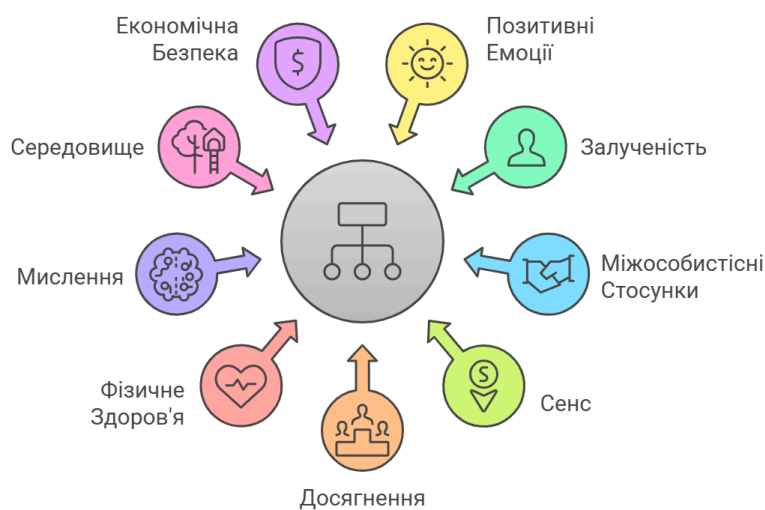 Економічна
Безпека
Позитивні
Емоції
Середовище
Залученість
Мислення
Міжособистісні
Стосунки
Фізичне
Здоров'я
Сенс
Досягнення
$
S